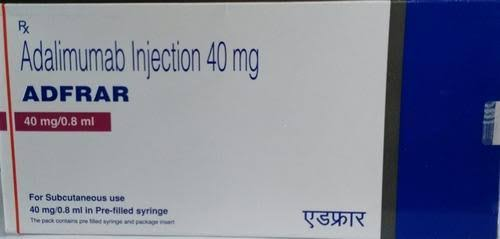 Rx
Adalimumab Injection 40 mg
ADFRAR
40 mg/0.8 ml
For Subcutaneous use
40 mg/0.8 ml in Pre-filled syringe
The pack contains pre filled syringe and package insert
एडफ्रार